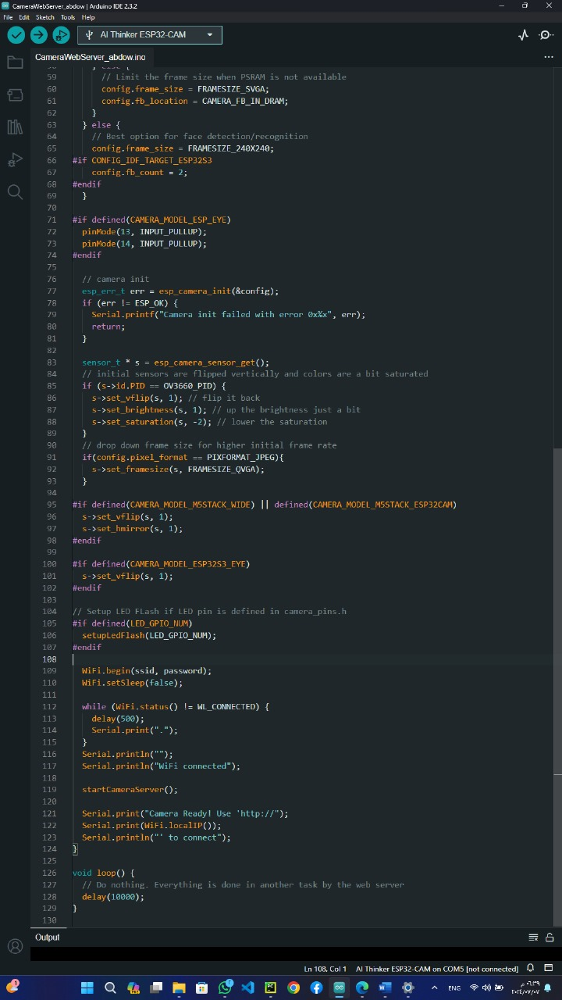 CameraWebServer_abdow | Arduino IDE 2.3.2
File Edit Sketch Tools Help
AI Thinker ESP32-CAM
CameraWebServer_abdow.ino
58 } else {
59 // Limit the frame size when PSRAM is not available
60 config.frame_size = FRAMESIZE_SVGA;
61 config.fb_location = CAMERA_FB_IN_DRAM;
62 }
63 } else {
64 // Best option for face detection/recognition
65 config.frame_size = FRAMESIZE_240X240;
66 #if CONFIG_IDF_TARGET_ESP32S3
67 config.fb_count = 2;
68 #endif
69 }
70
71 #if defined(CAMERA_MODEL_ESP_EYE)
72 pinMode(13, INPUT_PULLUP);
73 pinMode(14, INPUT_PULLUP);
74 #endif
75
76 // camera init
77 esp_err_t err = esp_camera_init(&config);
78 if (err != ESP_OK) {
79 Serial.printf("Camera init failed with error 0x%x", err);
80 return;
81 }
82
83 sensor_t * s = esp_camera_sensor_get();
84 // initial sensors are flipped vertically and colors are a bit saturated
85 if (s->id.PID == OV3660_PID) {
86 s->set_vflip(s, 1); // flip it back
87 s->set_brightness(s, 1); // up the brightness just a bit
88 s->set_saturation(s, -2); // lower the saturation
89 }
90 // drop down frame size for higher initial frame rate
91 if(config.pixel_format == PIXFORMAT_JPEG){
92 s->set_framesize(s, FRAMESIZE_QVGA);
93 }
94
95 #if defined(CAMERA_MODEL_M5STACK_WIDE) || defined(CAMERA_MODEL_M5STACK_ESP32CAM)
96 s->set_vflip(s, 1);
97 s->set_hmirror(s, 1);
98 #endif
99
100 #if defined(CAMERA_MODEL_ESP32S3_EYE)
101 s->set_vflip(s, 1);
102 #endif
103
104 // Setup LED FLash if LED pin is defined in camera_pins.h
105 #if defined(LED_GPIO_NUM)
106 setupLedFlash(LED_GPIO_NUM);
107 #endif
108
109 WiFi.begin(ssid, password);
110 WiFi.setSleep(false);
111
112 while (WiFi.status() != WL_CONNECTED) {
113 delay(500);
114 Serial.print(".");
115 }
116 Serial.println("");
117 Serial.println("WiFi connected");
118
119 startCameraServer();
120
121 Serial.print("Camera Ready! Use 'http://");
122 Serial.print(WiFi.localIP());
123 Serial.println("' to connect");
124 }
125
126 void loop() {
127 // Do nothing. Everything is done in another task by the web server
128 delay(10000);
129 }
130
Output
Ln 108, Col 1 AI Thinker ESP32-CAM on COM5 [not connected]
ENG